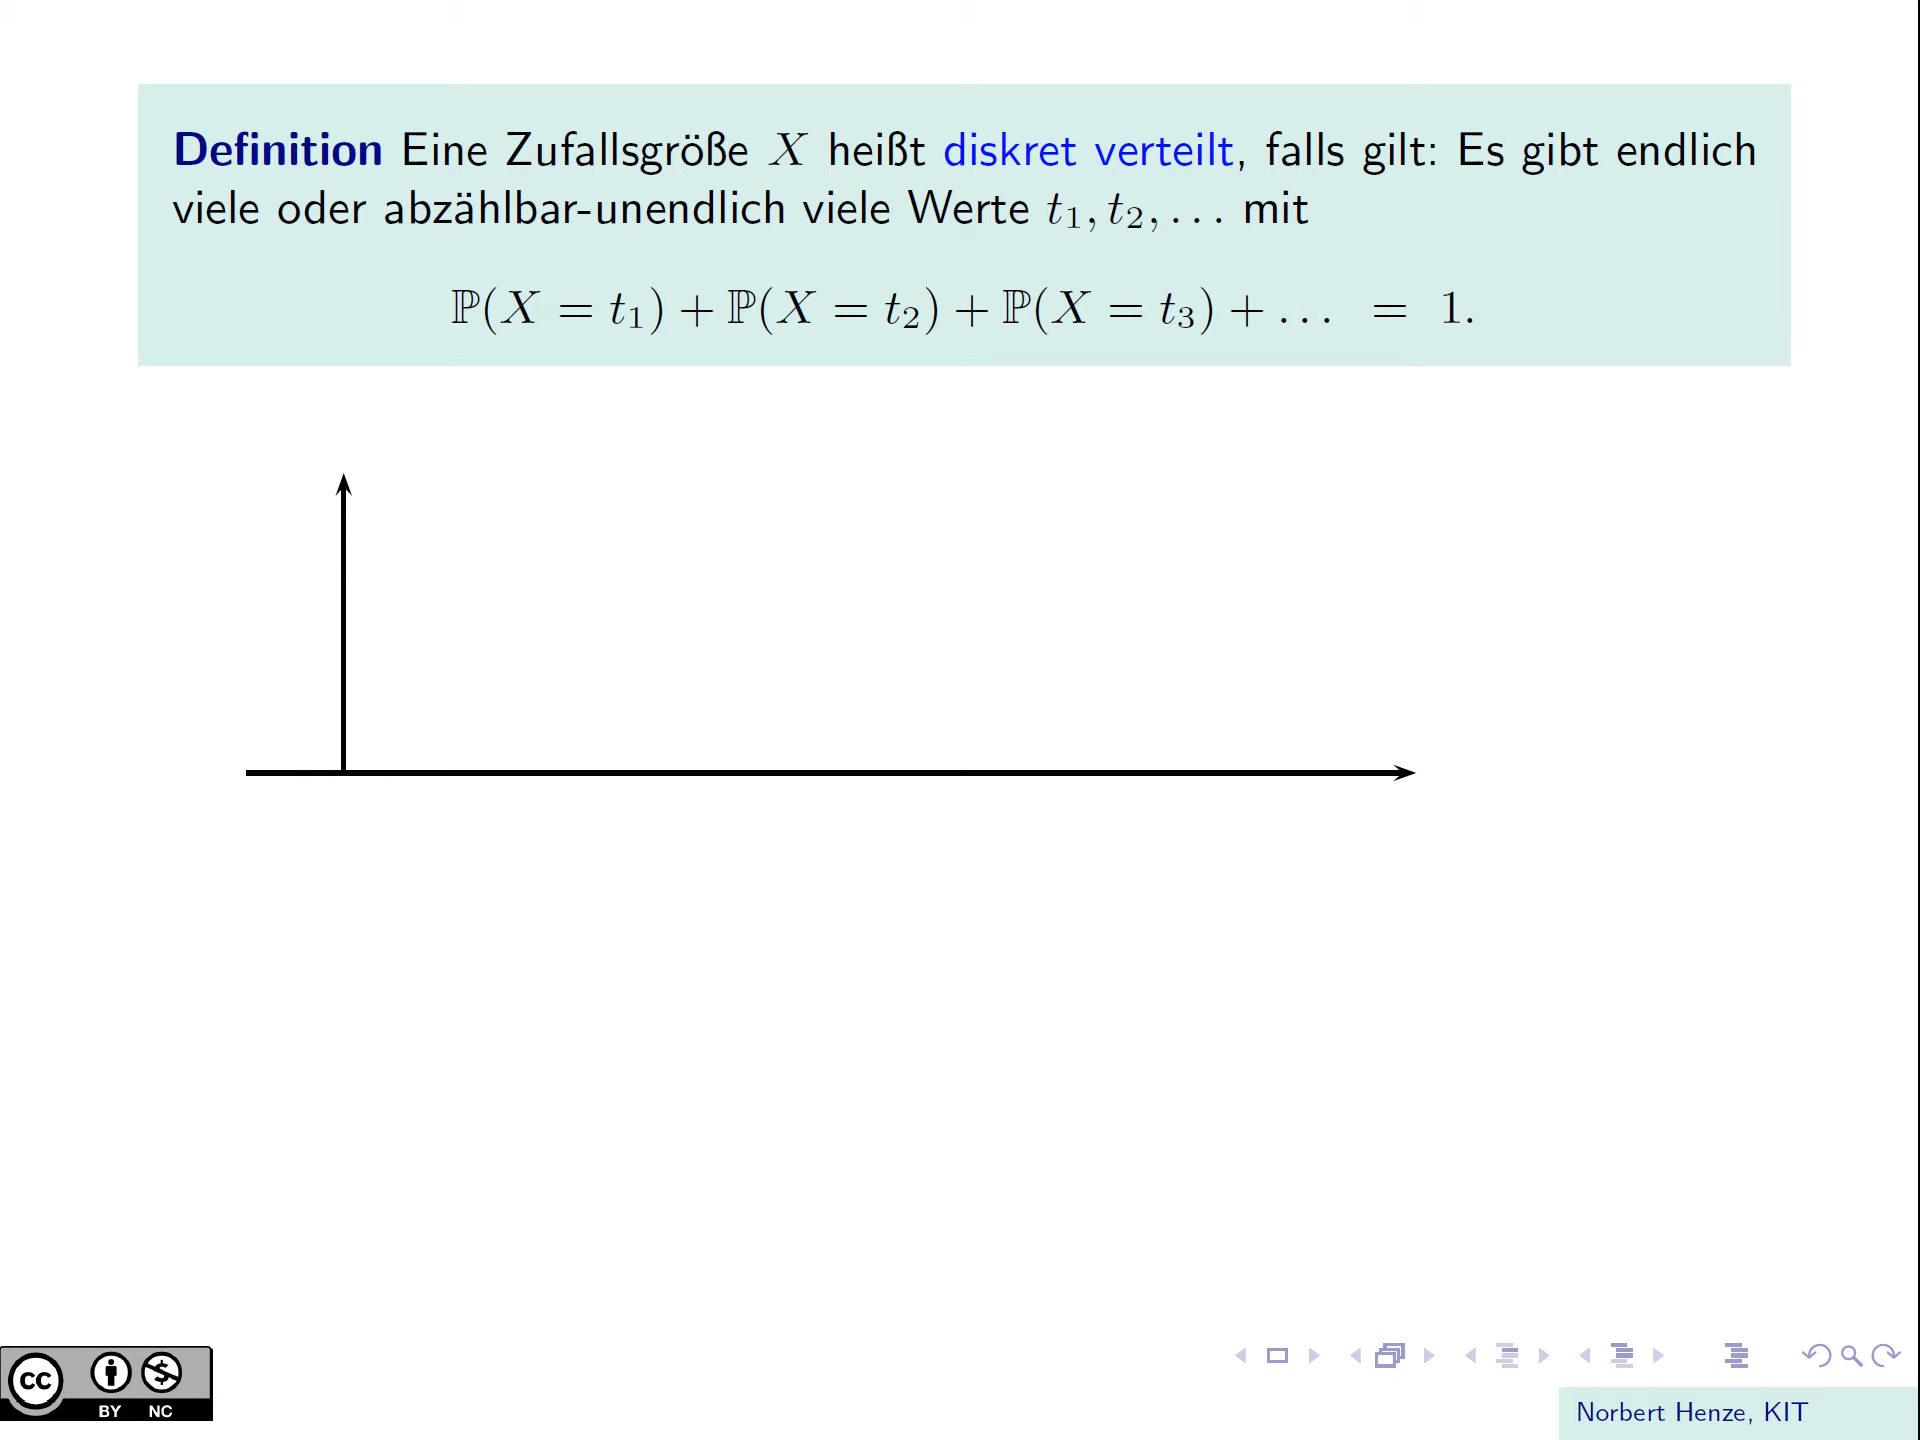 Definition Eine Zufallsgröße X heißt diskret verteilt, falls gilt: Es gibt endlich
viele oder abzählbar-unendlich viele Werte t₁, t₂, . . . mit
ℙ(X = t₁) + ℙ(X = t₂) + ℙ(X = t₃) + . . . = 1.
cc
BY NC
Norbert Henze, KIT